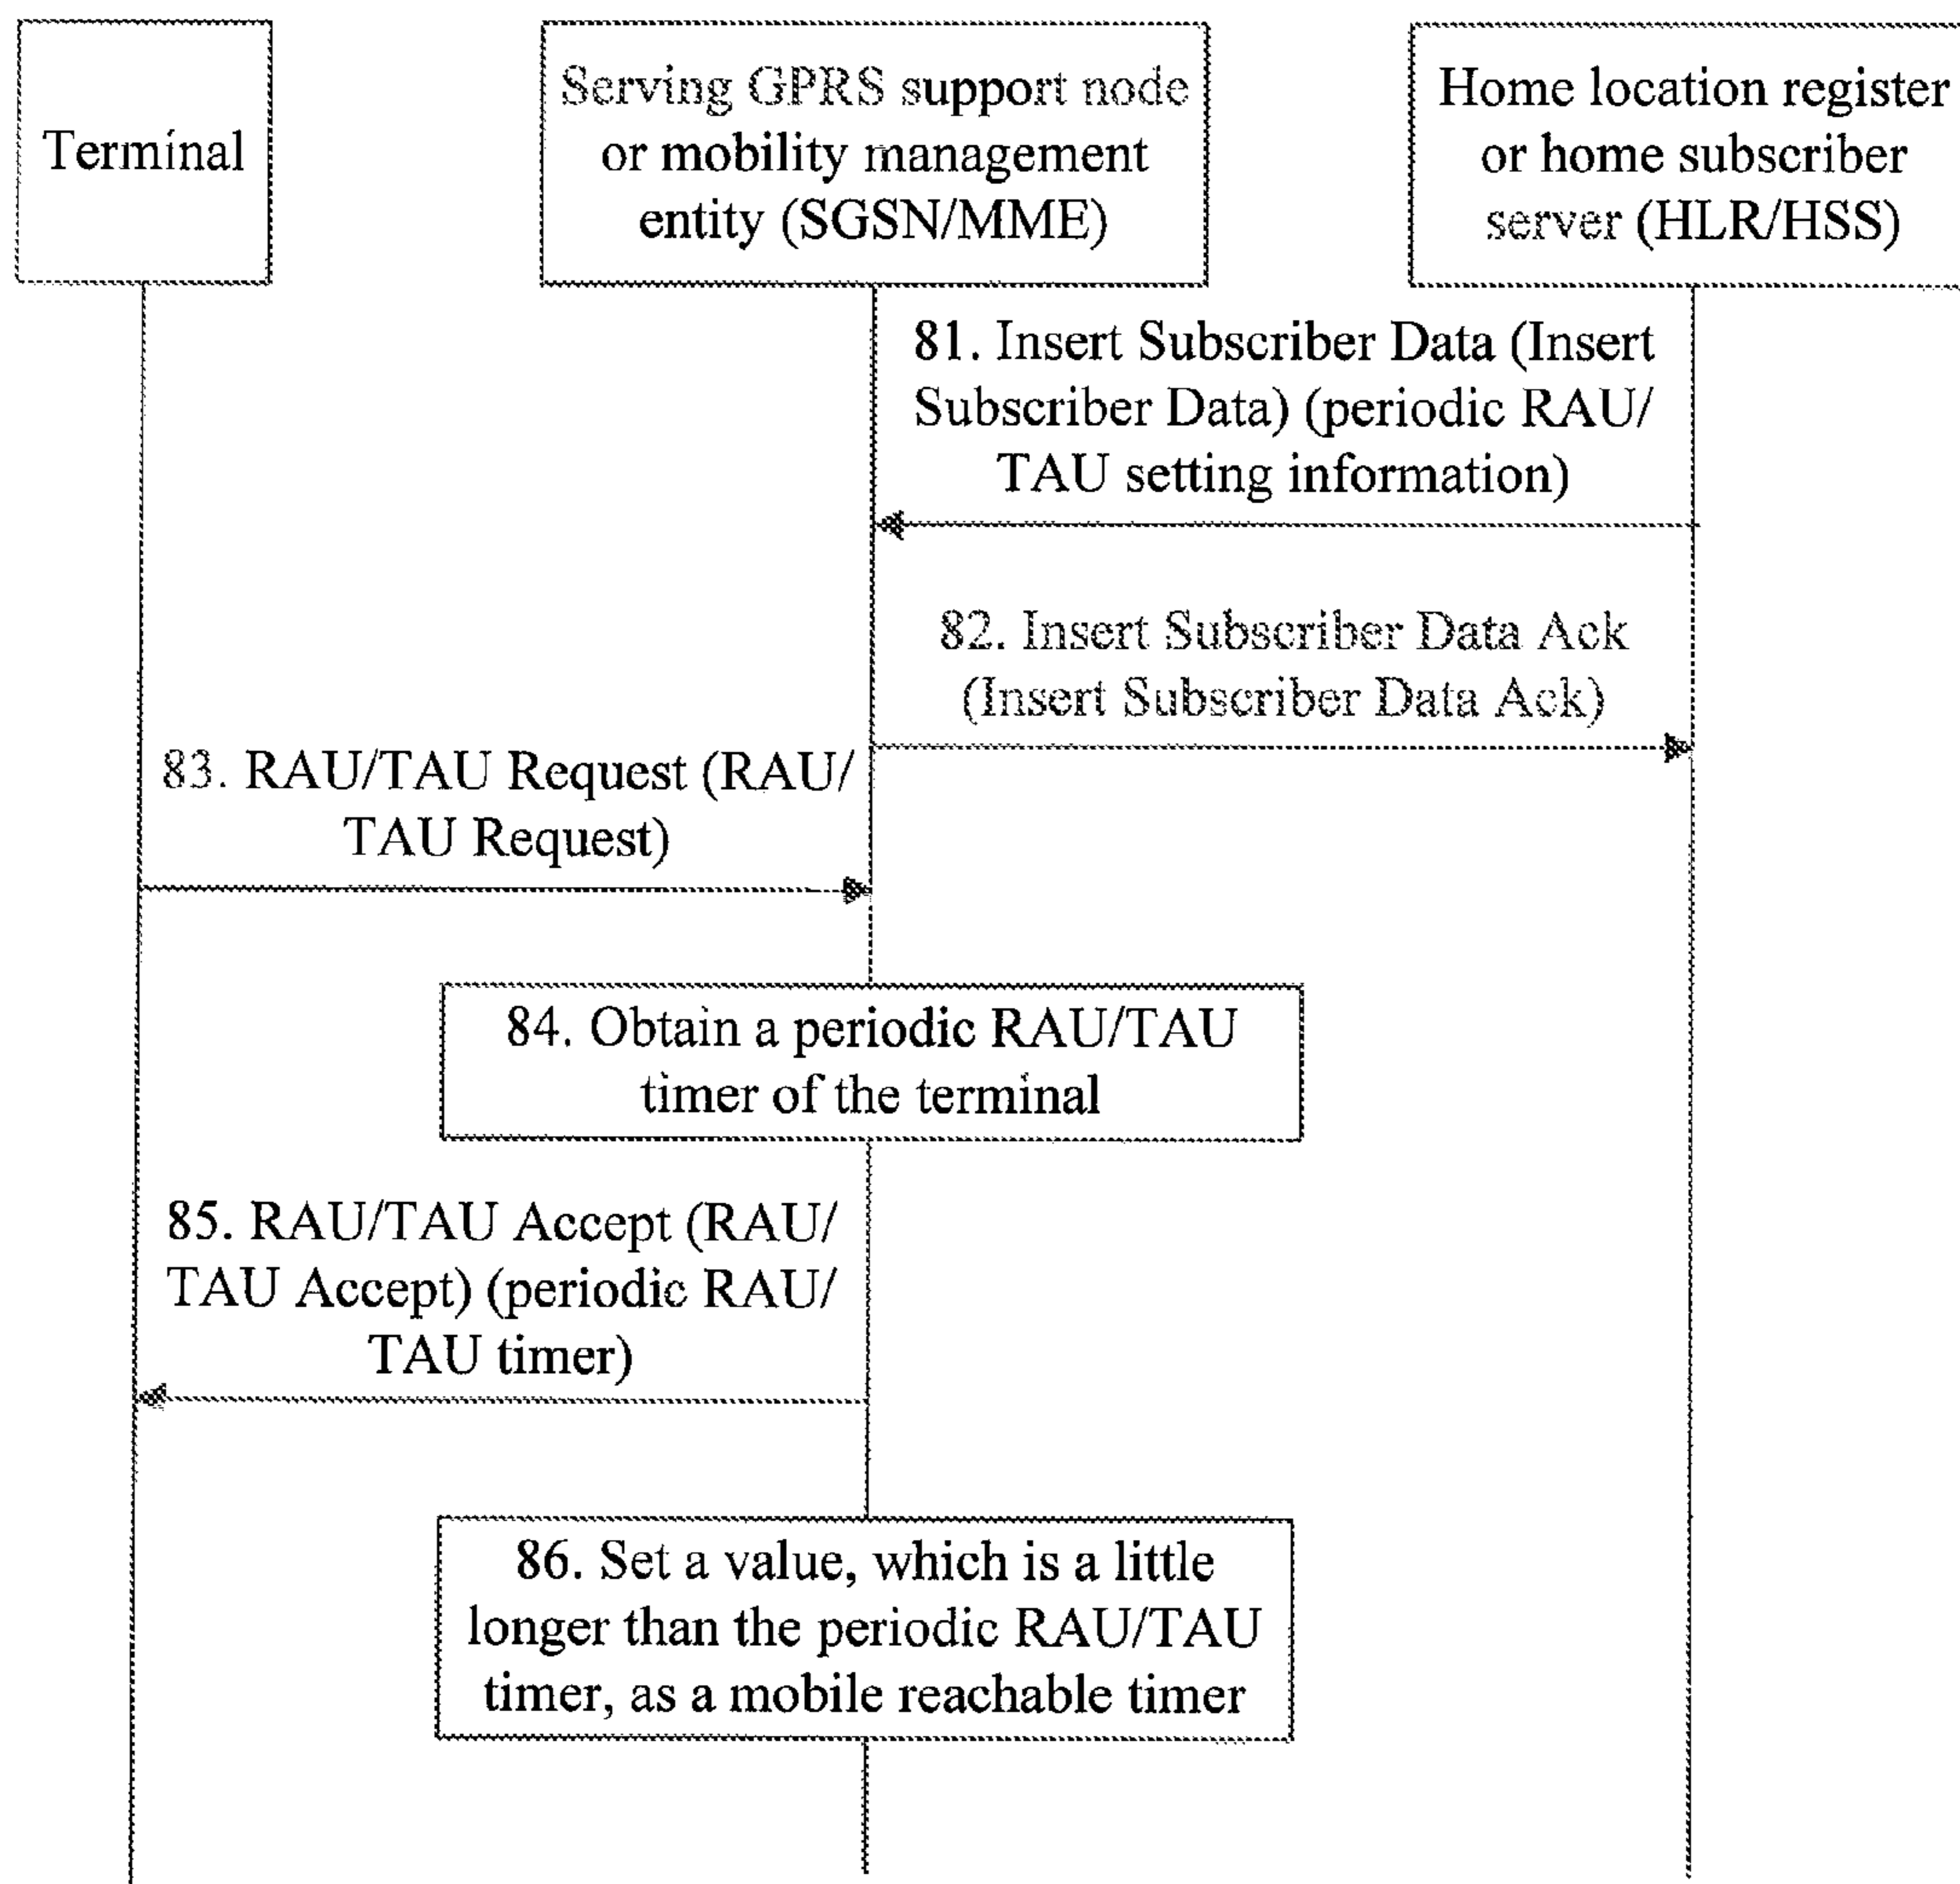 Terminal
Serving GPRS support node
or mobility management
entity (SGSN/MME)
Home location register
or home subscriber
server (HLR/HSS)
81. Insert Subscriber Data (Insert
Subscriber Data) (periodic RAU/
TAU setting information)
82. Insert Subscriber Data Ack
(Insert Subscriber Data Ack)
83. RAU/TAU Request (RAU/
TAU Request)
84. Obtain a periodic RAU/TAU
timer of the terminal
85. RAU/TAU Accept (RAU/
TAU Accept) (periodic RAU/
TAU timer)
86. Set a value, which is a little
longer than the periodic RAU/TAU
timer, as a mobile reachable timer